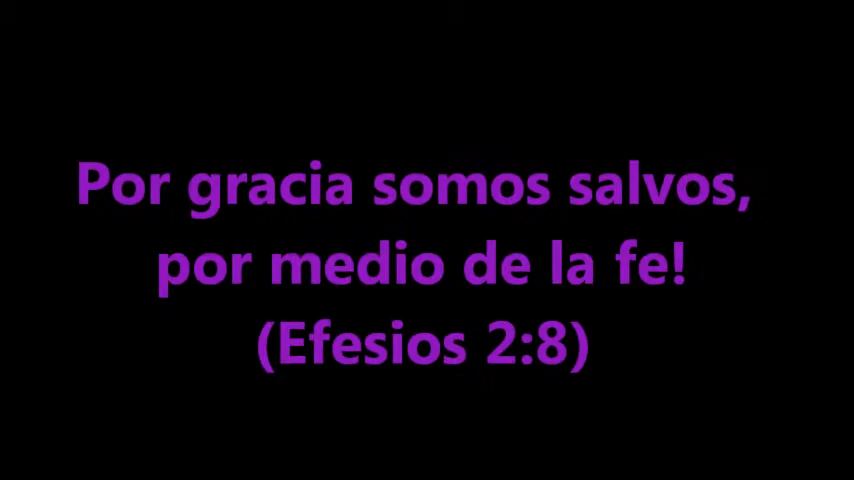 Por gracia somos salvos,
por medio de la fe!
(Efesios 2:8)